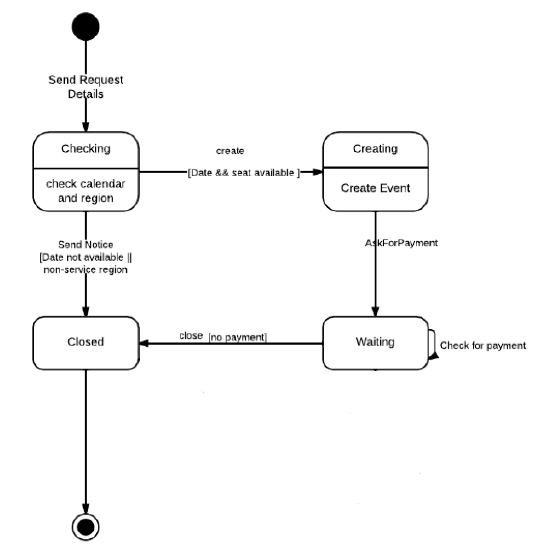 Send Request
Details
Checking
check calendar
and region
create
[Date && seat available ]
Creating
Create Event
Send Notice
[Date not available ||
non-service region
AskForPayment
Closed
close [no payment]
Waiting
Check for payment